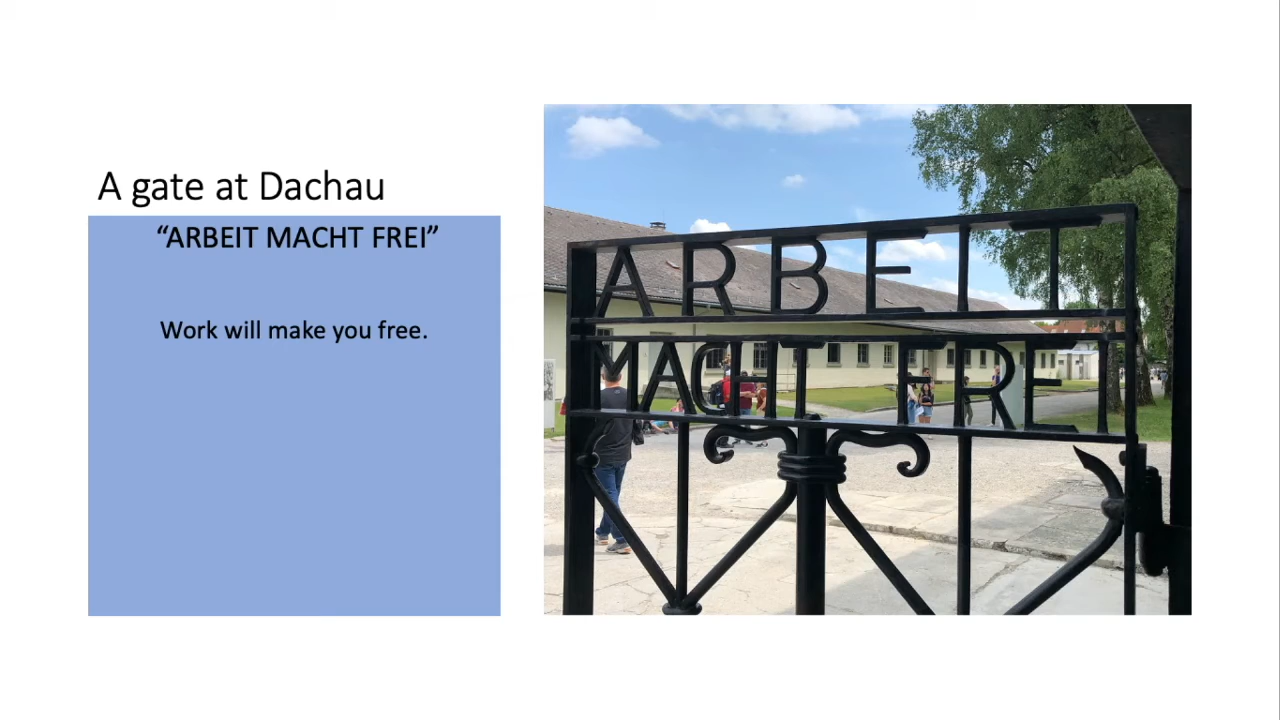 A gate at Dachau
“ARBEIT MACHT FREI”
Work will make you free.
ARBEIT
MACHT FREI